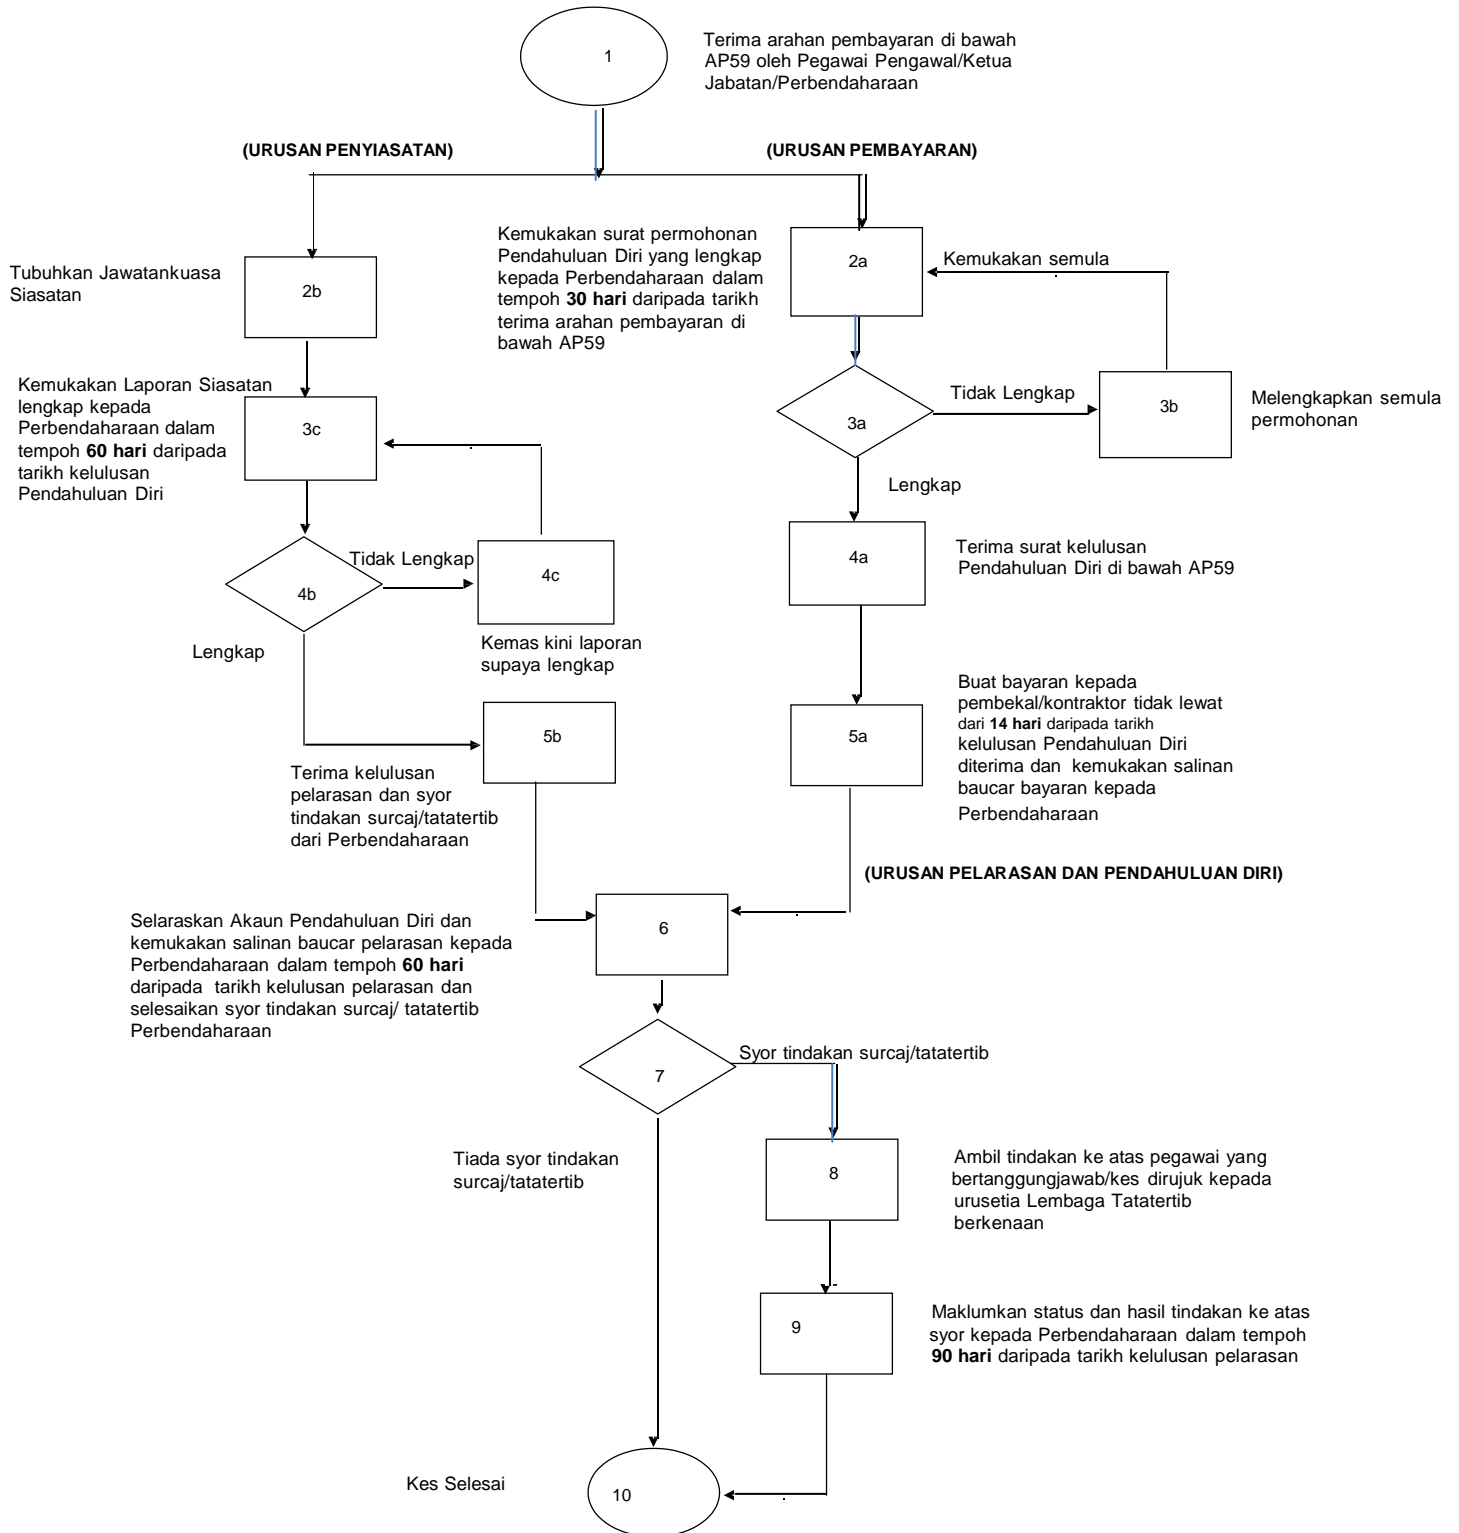 1
Terima arahan pembayaran di bawah
AP59 oleh Pegawai Pengawal/Ketua
Jabatan/Perbendaharaan
(URUSAN PENYIASATAN)
(URUSAN PEMBAYARAN)
Tubuhkan Jawatankuasa
Siasatan
2b
Kemukakan surat permohonan
Pendahuluan Diri yang lengkap
kepada Perbendaharaan dalam
tempoh 30 hari daripada tarikh
terima arahan pembayaran di
bawah AP59
2a
Kemukakan semula
Kemukakan Laporan Siasatan
lengkap kepada
Perbendaharaan dalam
tempoh 60 hari daripada
tarikh kelulusan
Pendahuluan Diri
3c
3a
Tidak Lengkap
3b
Melengkapkan semula
permohonan
Lengkap
4b
Tidak Lengkap
4c
Kemas kini laporan
supaya lengkap
Lengkap
4a
Terima surat kelulusan
Pendahuluan Diri di bawah AP59
5b
Terima kelulusan
pelarasan dan syor
tindakan surcaj/tatatertib
dari Perbendaharaan
5a
Buat bayaran kepada
pembekal/kontraktor tidak lewat
dari 14 hari daripada tarikh
kelulusan Pendahuluan Diri
diterima dan kemukakan salinan
baucar bayaran kepada
Perbendaharaan
(URUSAN PELARASAN DAN PENDAHULUAN DIRI)
Selaraskan Akaun Pendahuluan Diri dan
kemukakan salinan baucar pelarasan kepada
Perbendaharaan dalam tempoh 60 hari
daripada tarikh kelulusan pelarasan dan
selesaikan syor tindakan surcaj/ tatatertib
Perbendaharaan
6
7
Syor tindakan surcaj/tatatertib
Tiada syor tindakan
surcaj/tatatertib
8
Ambil tindakan ke atas pegawai yang
bertanggungjawab/kes dirujuk kepada
urusetia Lembaga Tatatertib
berkenaan
9
Maklumkan status dan hasil tindakan ke atas
syor kepada Perbendaharaan dalam tempoh
90 hari daripada tarikh kelulusan pelarasan
Kes Selesai
10